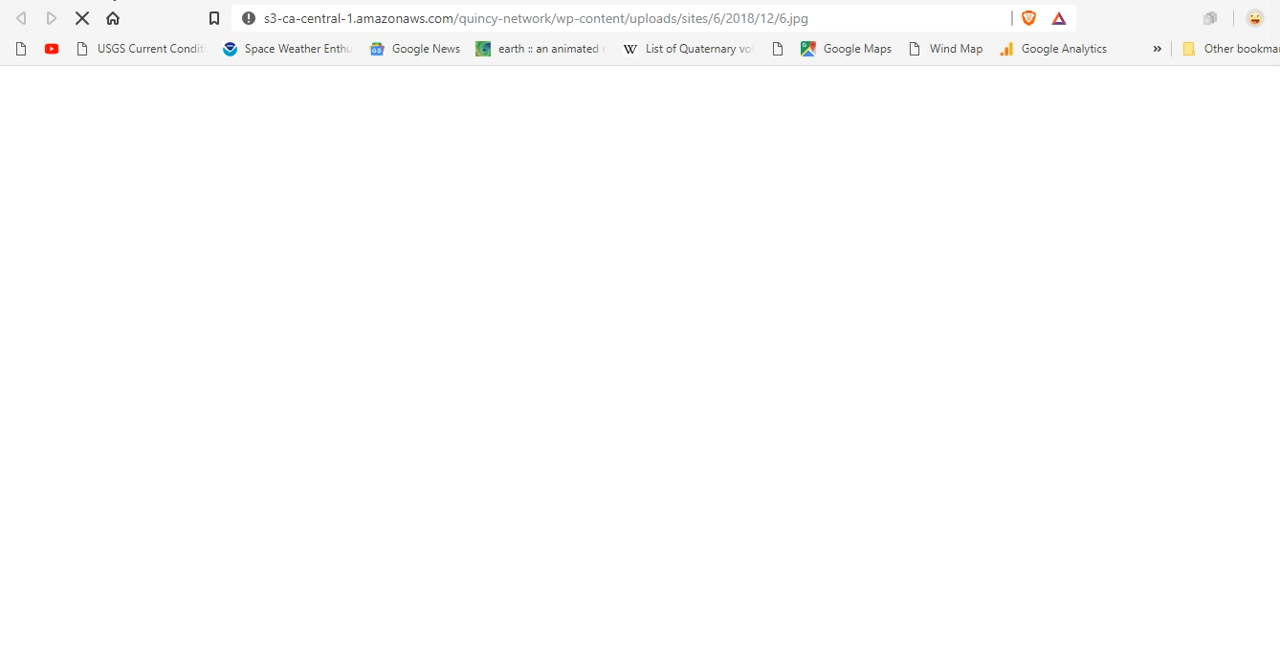 s3-ca-central-1.amazonaws.com/quincy-network/wp-content/uploads/sites/6/2018/12/6.jpg
USGS Current Condit Space Weather Enthu Google News earth :: an animated List of Quaternary vo Google Maps Wind Map Google Analytics » Other bookma